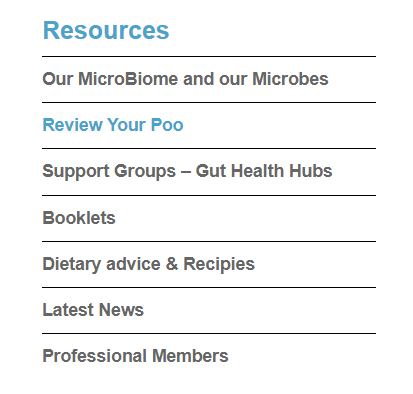 Resources
Our MicroBiome and our Microbes
Review Your Poo
Support Groups – Gut Health Hubs
Booklets
Dietary advice & Recipies
Latest News
Professional Members